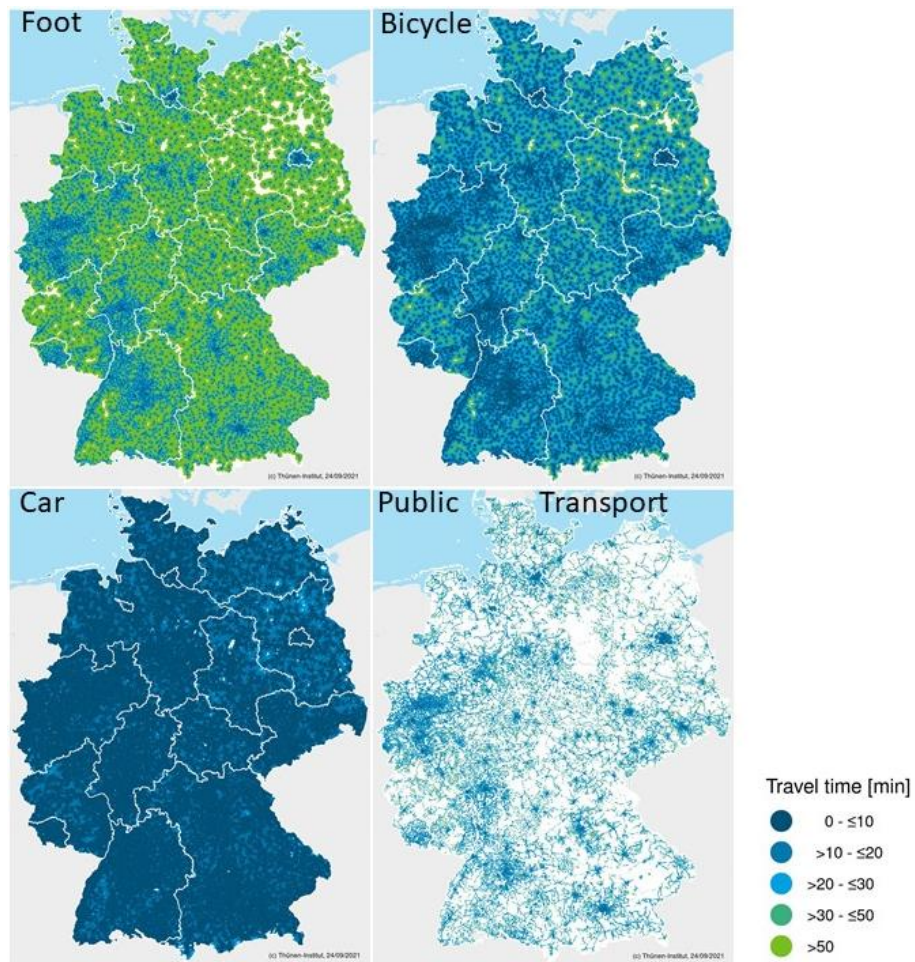 Foot
Bicycle
(c) Thünen-Institut, 24/09/2021
(c) Thünen-Institut, 24/09/2021
Car
Public Transport
(c) Thünen-Institut, 24/09/2021
(c) Thünen-Institut, 24/09/2021
Travel time [min]
0 - ≤10
>10 - ≤20
>20 - ≤30
>30 - ≤50
>50